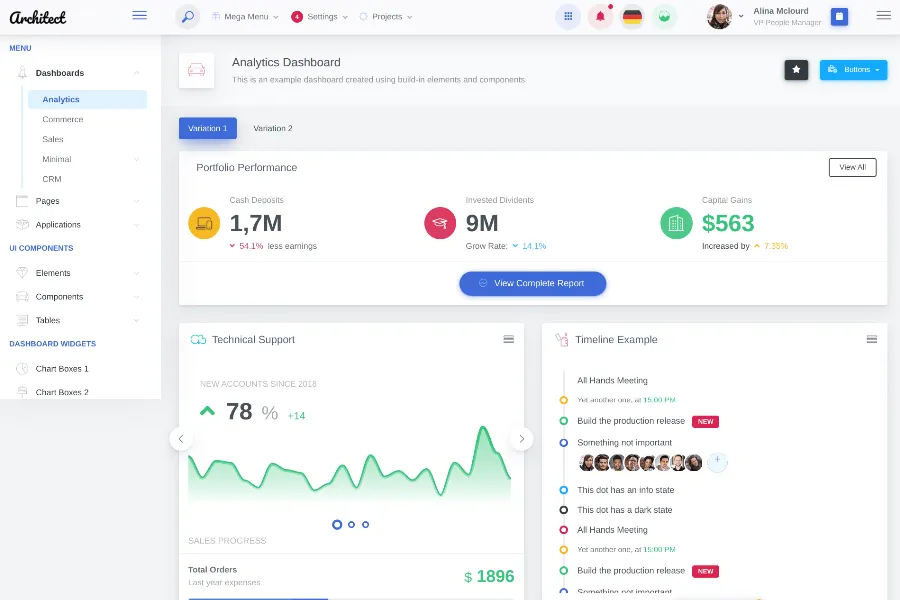 Architect
Mega Menu
4 Settings
Projects
Alina Mclourd
VP People Manager
MENU
Dashboards
Analytics
Commerce
Sales
Minimal
CRM
Pages
Applications
UI COMPONENTS
Elements
Components
Tables
DASHBOARD WIDGETS
Chart Boxes 1
Chart Boxes 2
Analytics Dashboard
This is an example dashboard created using build-in elements and components.
Buttons
Variation 1
Variation 2
Portfolio Performance
View All
Cash Deposits
1,7M
54.1% less earnings
Invested Dividents
9M
Grow Rate: 14.1%
Capital Gains
$563
Increased by 7.35%
View Complete Report
Technical Support
NEW ACCOUNTS SINCE 2018
78 % +14
SALES PROGRESS
Total Orders
Last year expenses
$ 1896
Timeline Example
All Hands Meeting
Yet another one, at 15:00 PM
Build the production release NEW
Something not important
+
This dot has an info state
This dot has a dark state
All Hands Meeting
Yet another one, at 15:00 PM
Build the production release NEW
Something not important